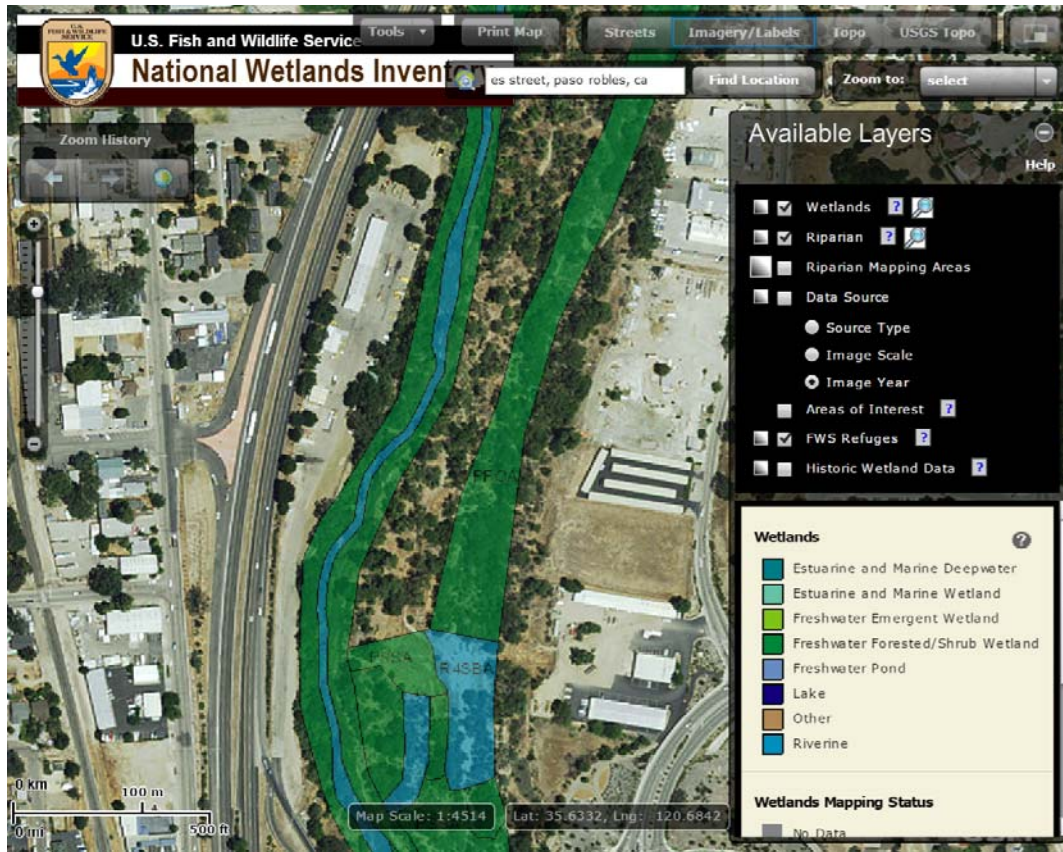 U.S.
FISH & WILDLIFE
SERVICE
U.S. Fish and Wildlife Service
National Wetlands Inventory
Tools
Print Map
Streets
Imagery/Labels
Topo
USGS Topo
es street, paso robles, ca
Find Location
Zoom to:
select
Zoom History
Available Layers
Help
Wetlands ?
Riparian ?
Riparian Mapping Areas
Data Source
Source Type
Image Scale
Image Year
Areas of Interest ?
FWS Refuges ?
Historic Wetland Data ?
R4SBA
Wetlands ?
Estuarine and Marine Deepwater
Estuarine and Marine Wetland
Freshwater Emergent Wetland
Freshwater Forested/Shrub Wetland
Freshwater Pond
Lake
Other
Riverine
Wetlands Mapping Status
No Data
0 km
100 m
0 mi
500 ft
Map Scale: 1:4514
Lat: 35.6332, Lng: -120.6842